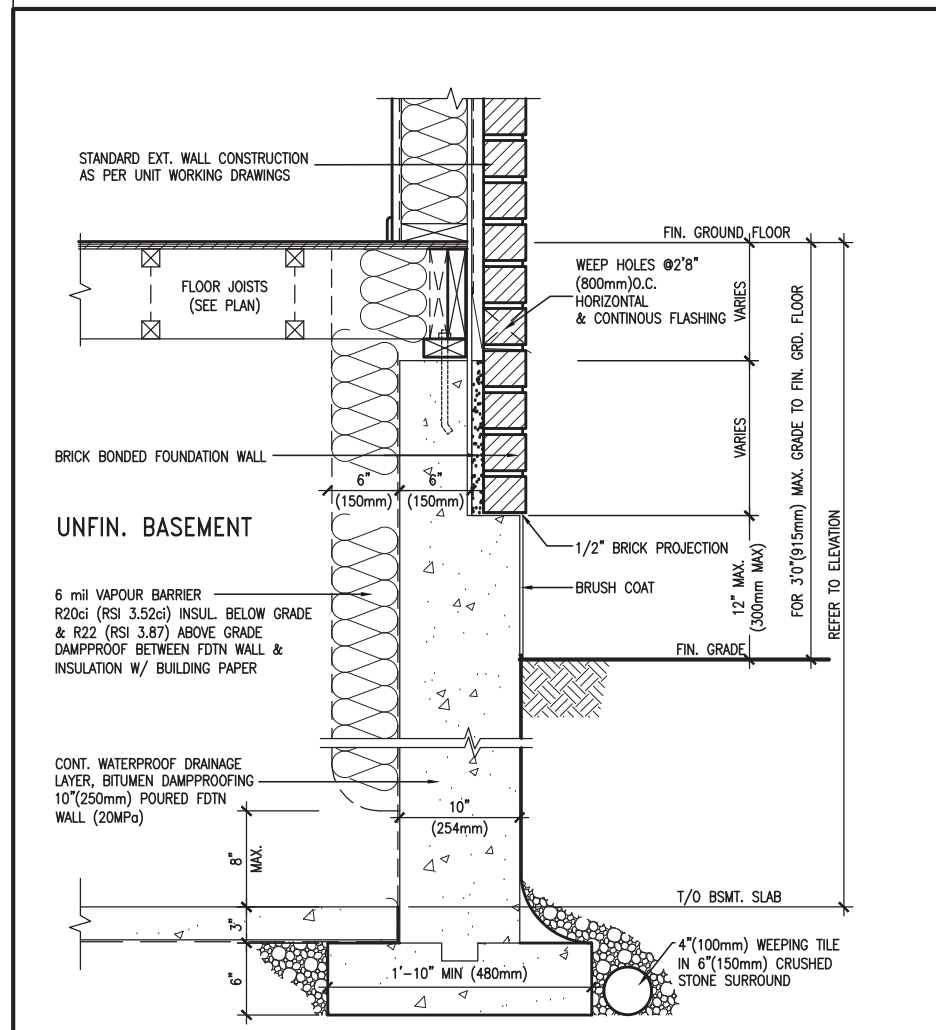 STANDARD EXT. WALL CONSTRUCTION
AS PER UNIT WORKING DRAWINGS
FIN. GROUND FLOOR
FLOOR JOISTS
(SEE PLAN)
WEEP HOLES @2'8"
(800mm)O.C.
HORIZONTAL
& CONTINOUS FLASHING
VARIES
VARIES
FOR 3'0"(915mm) MAX. GRADE TO FIN. GRD. FLOOR
REFER TO ELEVATION
BRICK BONDED FOUNDATION WALL
6"
(150mm)
6"
(150mm)
UNFIN. BASEMENT
1/2" BRICK PROJECTION
BRUSH COAT
12" MAX.
(300mm MAX)
6 mil VAPOUR BARRIER
R20ci (RSI 3.52ci) INSUL. BELOW GRADE
& R22 (RSI 3.87) ABOVE GRADE
DAMPPROOF BETWEEN FDTN WALL &
INSULATION W/ BUILDING PAPER
FIN. GRADE
CONT. WATERPROOF DRAINAGE
LAYER, BITUMEN DAMPPROOFING
10"(250mm) POURED FDTN
WALL (20MPa)
10"
(254mm)
8"
MAX.
T/O BSMT. SLAB
3"
6"
1'-10" MIN (480mm)
4"(100mm) WEEPING TILE
IN 6"(150mm) CRUSHED
STONE SURROUND